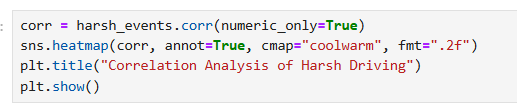 :
corr = harsh_events.corr(numeric_only=True)
sns.heatmap(corr, annot=True, cmap="coolwarm", fmt=".2f")
plt.title("Correlation Analysis of Harsh Driving")
plt.show()